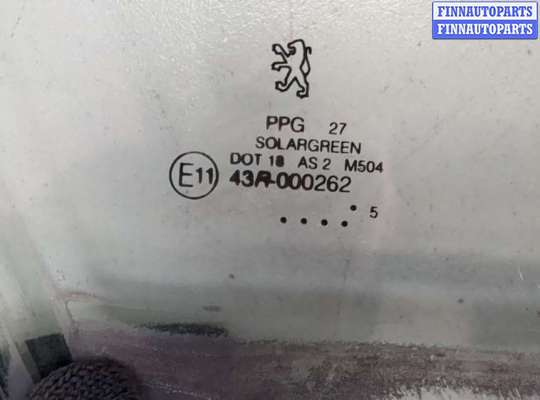 FINNAUTOPARTS
FINNAUTOPARTS
PPG 27
SOLARGREEN
DOT 18 AS 2 M504
E11 43R-000262
. . . . . 5